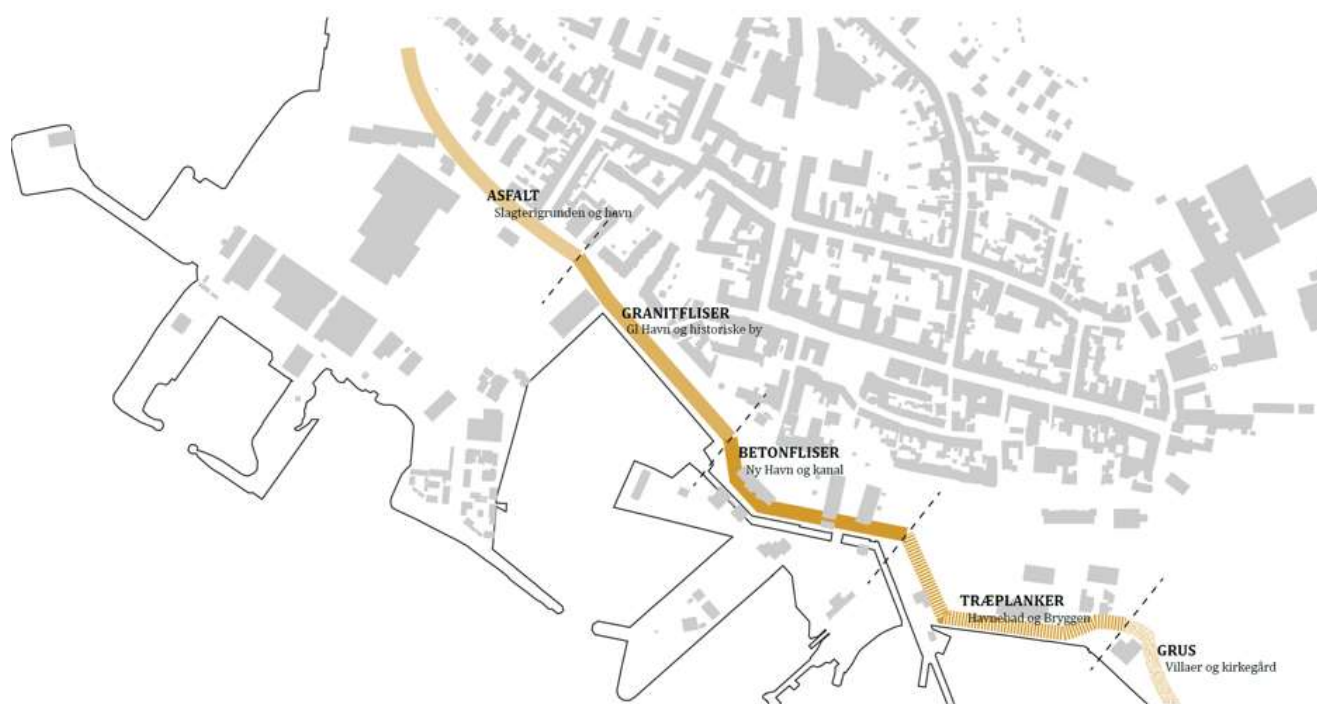 ASFALT
Slagterigrunden og havn
GRANITFLISER
Gl Havn og historiske by
BETONFLISER
Ny Havn og kanal
TRÆPLANKER
Havnebad og Bryggen
GRUS
Villaer og kirkegård